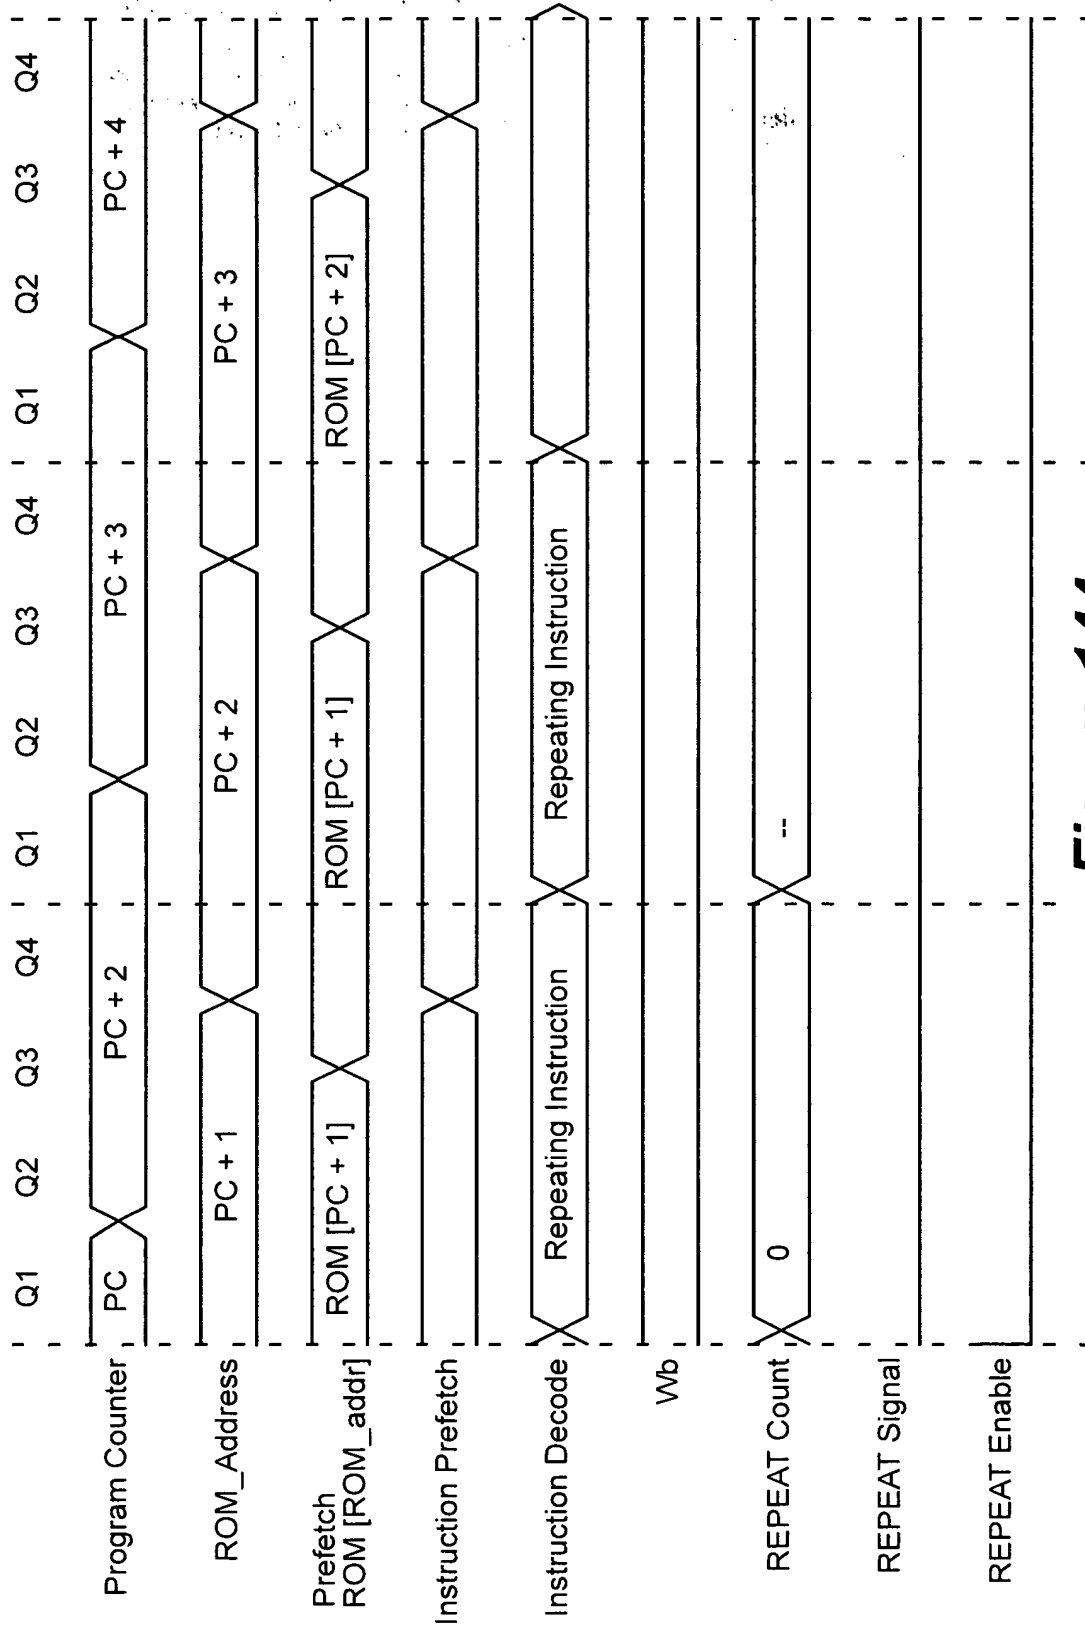 Q1 Q2 Q3 Q4 Q1 Q2 Q3 Q4 Q1 Q2 Q3 Q4
Program Counter PC PC + 2 PC + 3 PC + 4
ROM_Address PC + 1 PC + 2 PC + 3
Prefetch
ROM [ROM_addr] ROM [PC + 1] ROM [PC + 1] ROM [PC + 2]
Instruction Prefetch
Instruction Decode Repeating Instruction Repeating Instruction
Wb
REPEAT Count 0 --
REPEAT Signal
REPEAT Enable